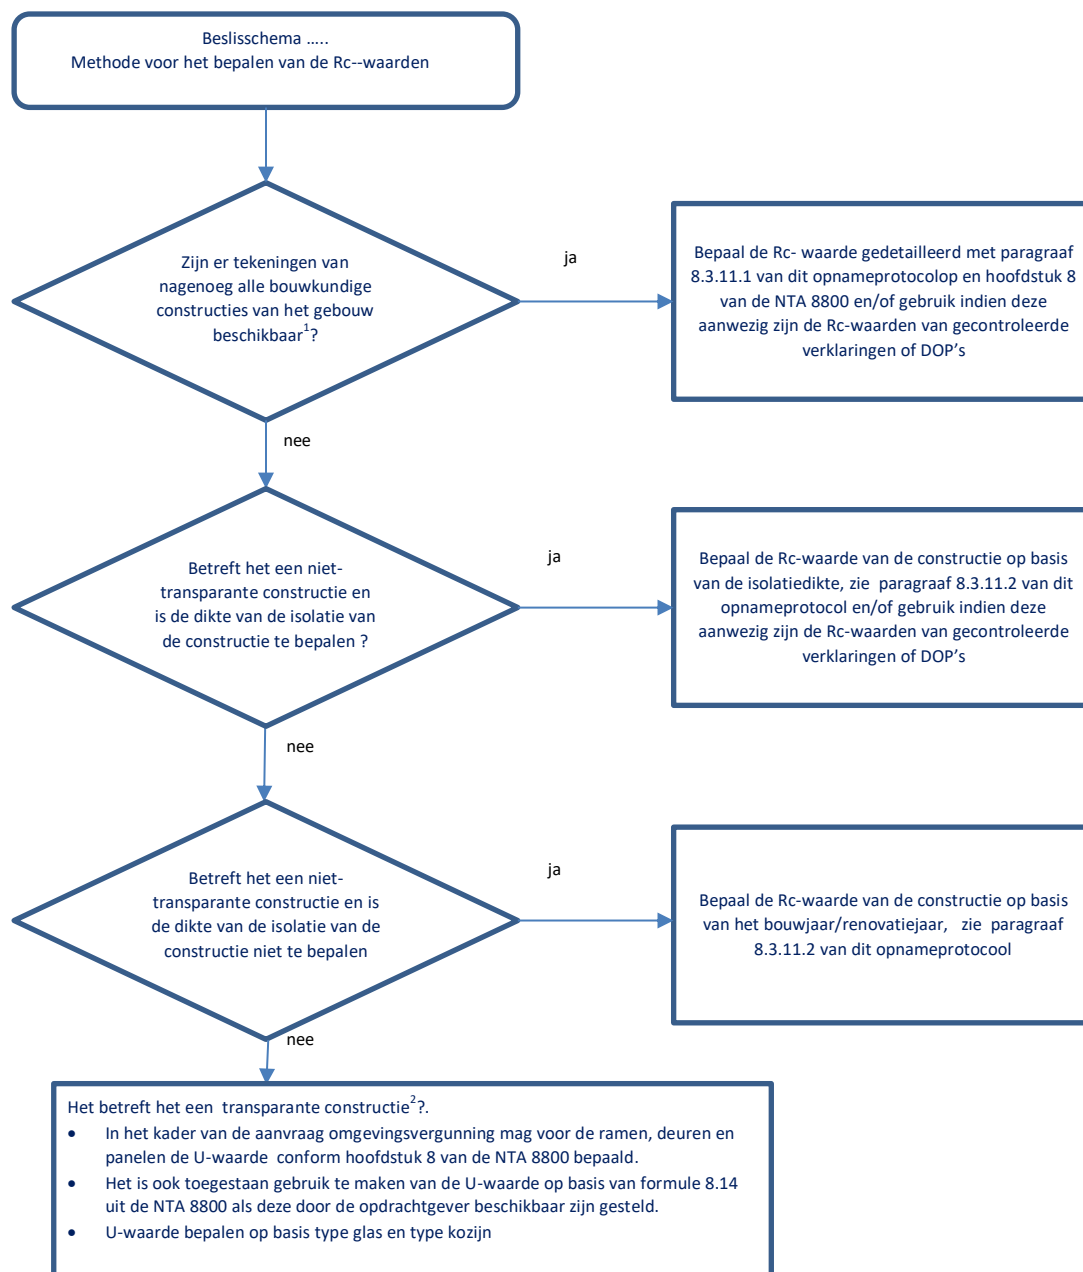 Beslisschema …..
Methode voor het bepalen van de Rc--waarden
Zijn er tekeningen van
nagenoeg alle bouwkundige
constructies van het gebouw
beschikbaar¹?
ja
Bepaal de Rc- waarde gedetailleerd met paragraaf
8.3.11.1 van dit opnameprotocolop en hoofdstuk 8
van de NTA 8800 en/of gebruik indien deze
aanwezig zijn de Rc-waarden van gecontroleerde
verklaringen of DOP’s
nee
Betreft het een niet-
transparante constructie en
is de dikte van de isolatie van
de constructie te bepalen ?
ja
Bepaal de Rc-waarde van de constructie op basis
van de isolatiedikte, zie paragraaf 8.3.11.2 van dit
opnameprotocol en/of gebruik indien deze
aanwezig zijn de Rc-waarden van gecontroleerde
verklaringen of DOP’s
nee
Betreft het een niet-
transparante constructie en is
de dikte van de isolatie van de
constructie niet te bepalen
ja
Bepaal de Rc-waarde van de constructie op basis
van het bouwjaar/renovatiejaar, zie paragraaf
8.3.11.2 van dit opnameprotocool
nee
Het betreft het een transparante constructie²?.
• In het kader van de aanvraag omgevingsvergunning mag voor de ramen, deuren en
panelen de U-waarde conform hoofdstuk 8 van de NTA 8800 bepaald.
• Het is ook toegestaan gebruik te maken van de U-waarde op basis van formule 8.14
uit de NTA 8800 als deze door de opdrachtgever beschikbaar zijn gesteld.
• U-waarde bepalen op basis type glas en type kozijn